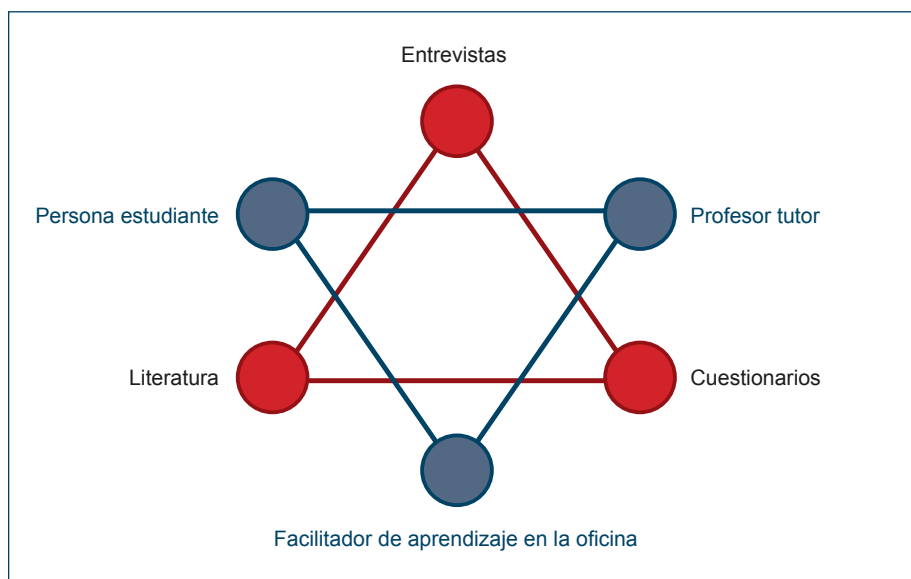 Entrevistas
Persona estudiante
Profesor tutor
Literatura
Cuestionarios
Facilitador de aprendizaje en la oficina